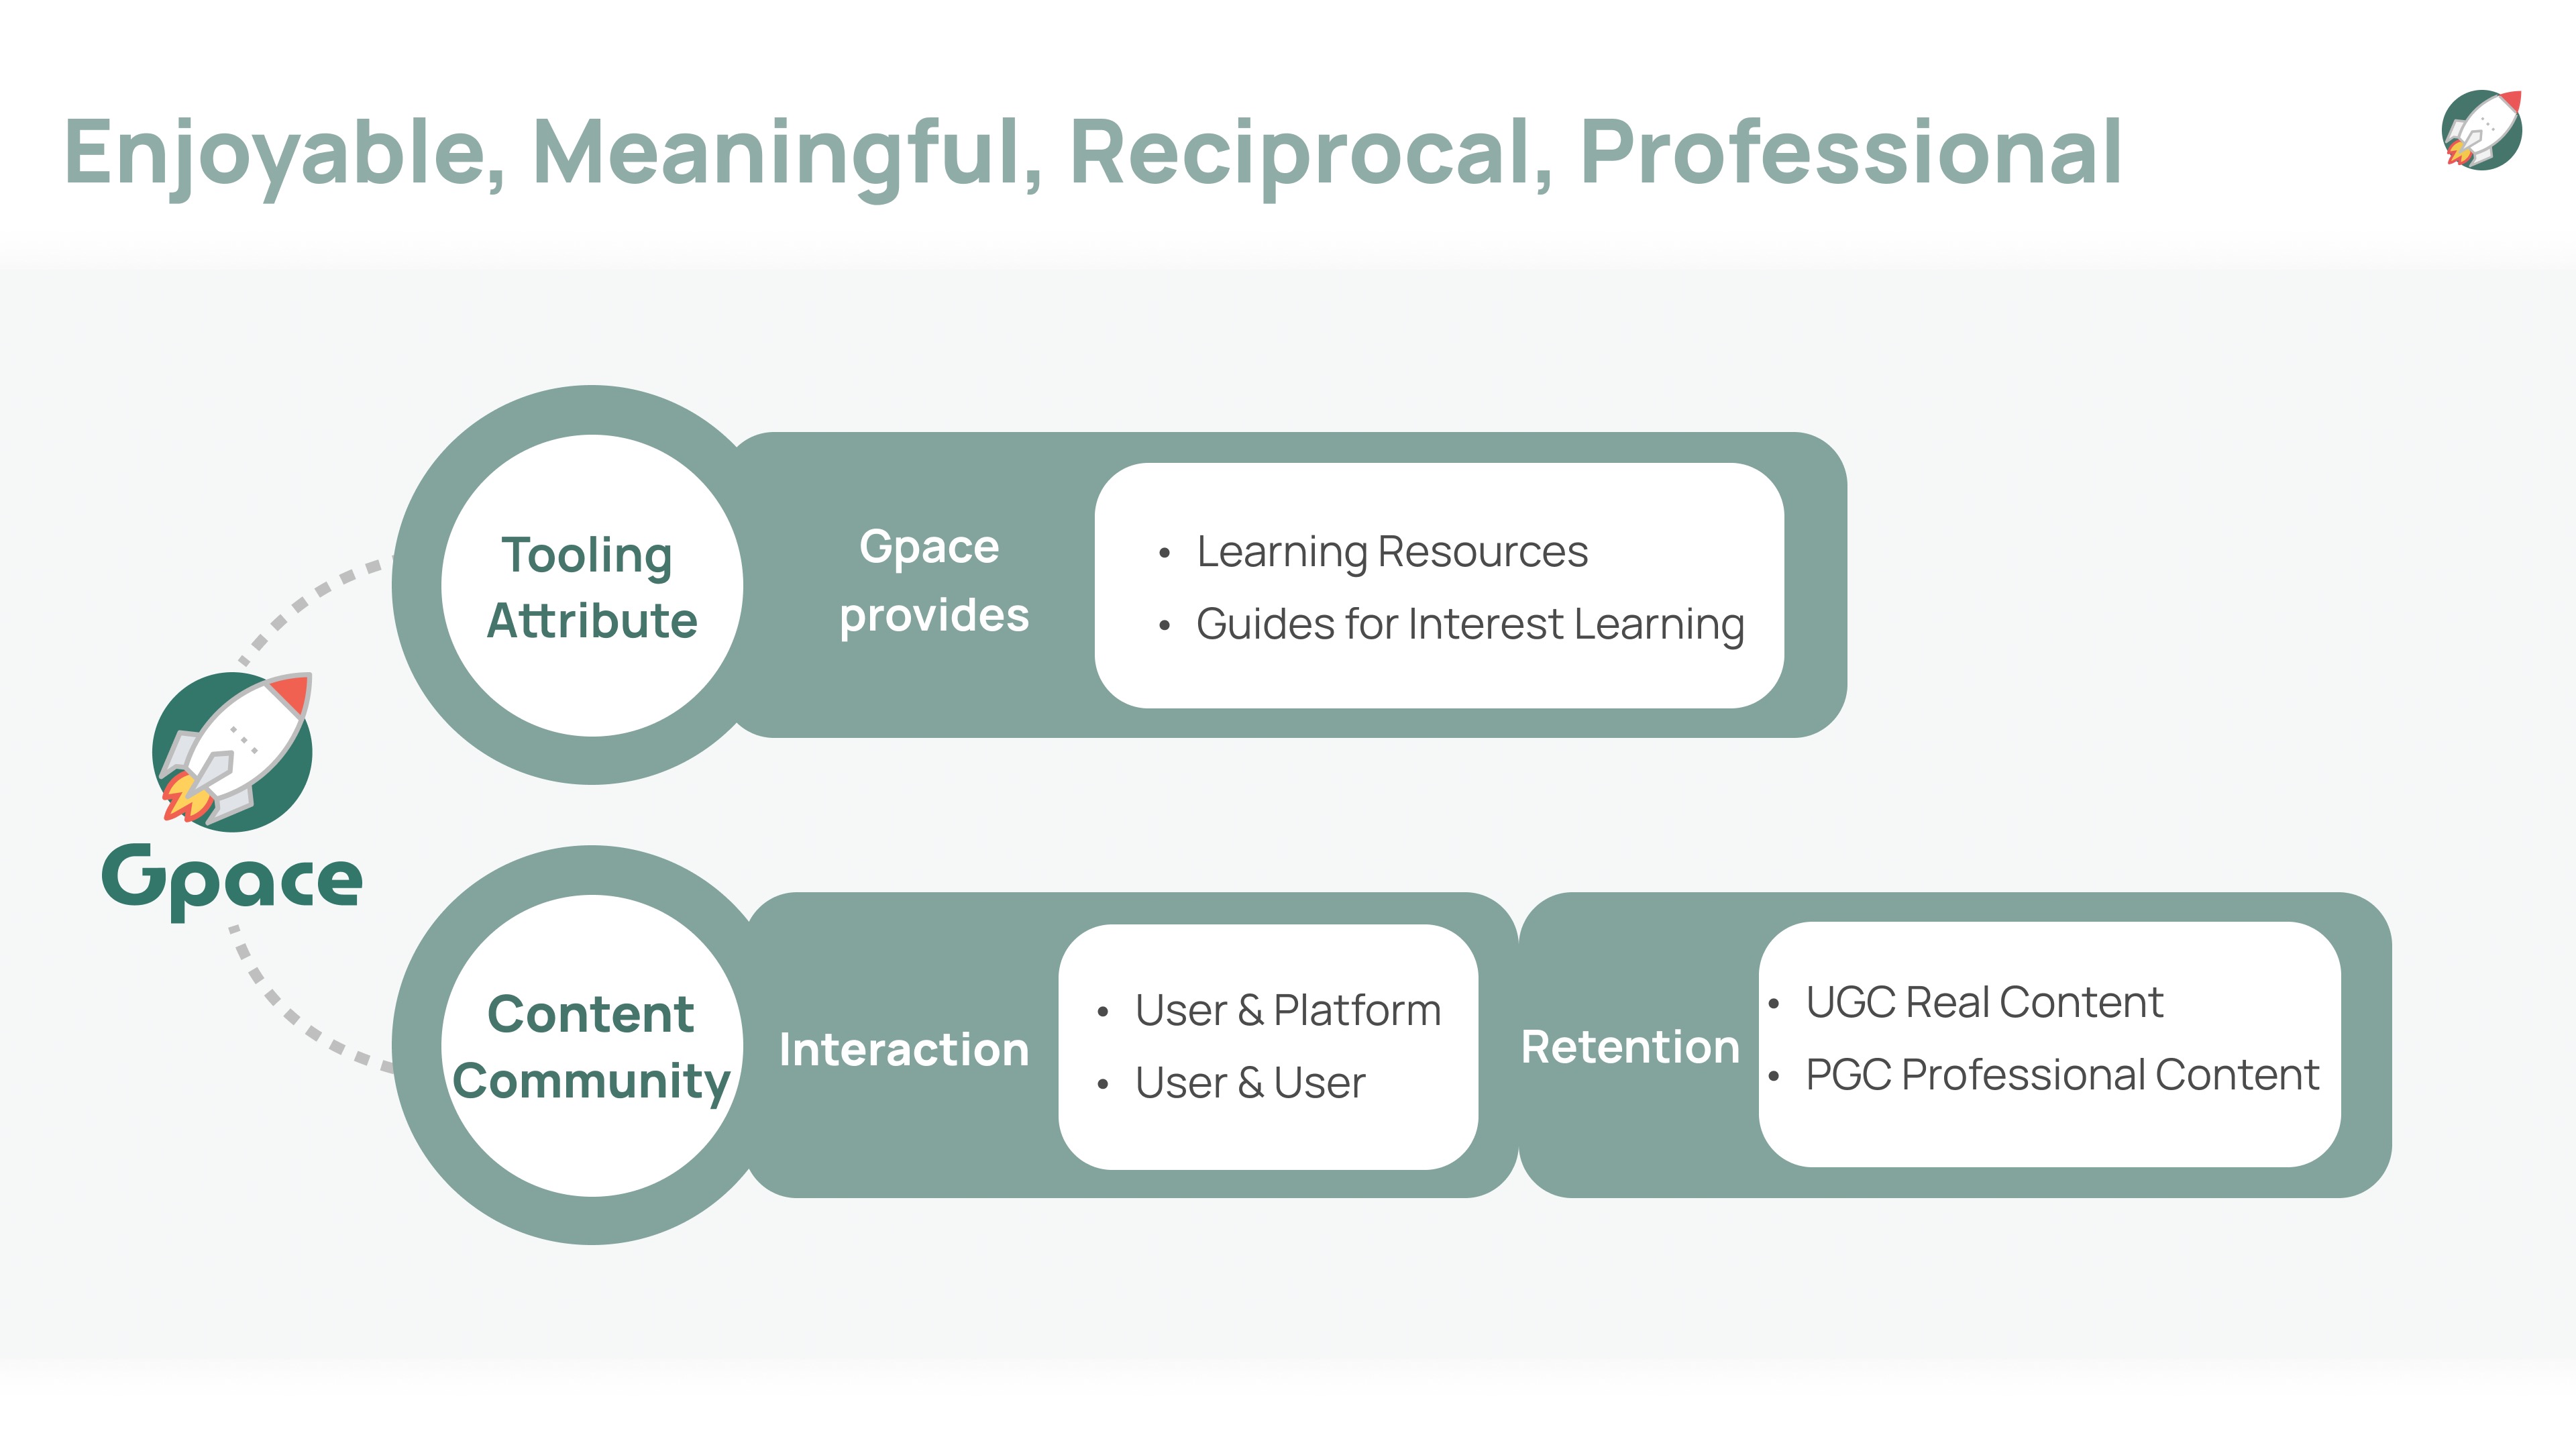 Enjoyable, Meaningful, Reciprocal, Professional
Tooling
Attribute
Gpace
provides
• Learning Resources
• Guides for Interest Learning
Gpace
Content
Community
Interaction
• User & Platform
• User & User
Retention
• UGC Real Content
• PGC Professional Content